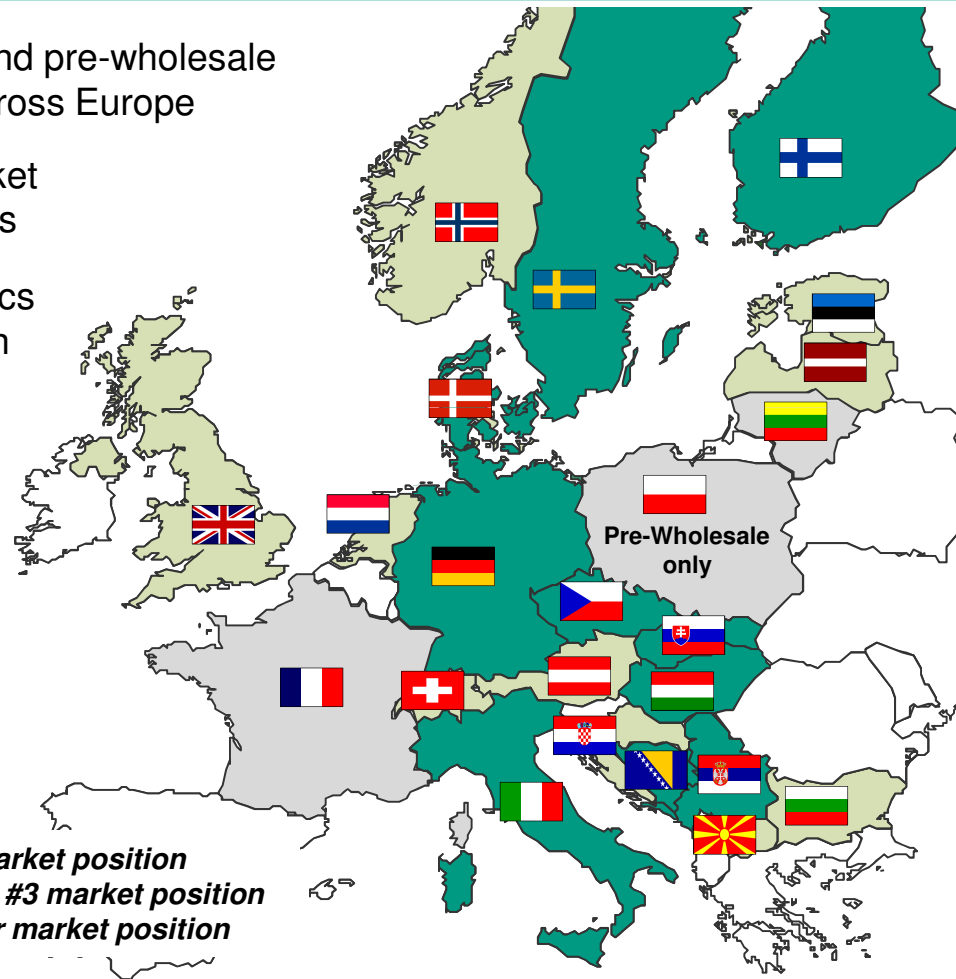 nd pre-wholesale
ross Europe
ket
s
cs
n
Pre-Wholesale
only
arket position
#3 market position
r market position